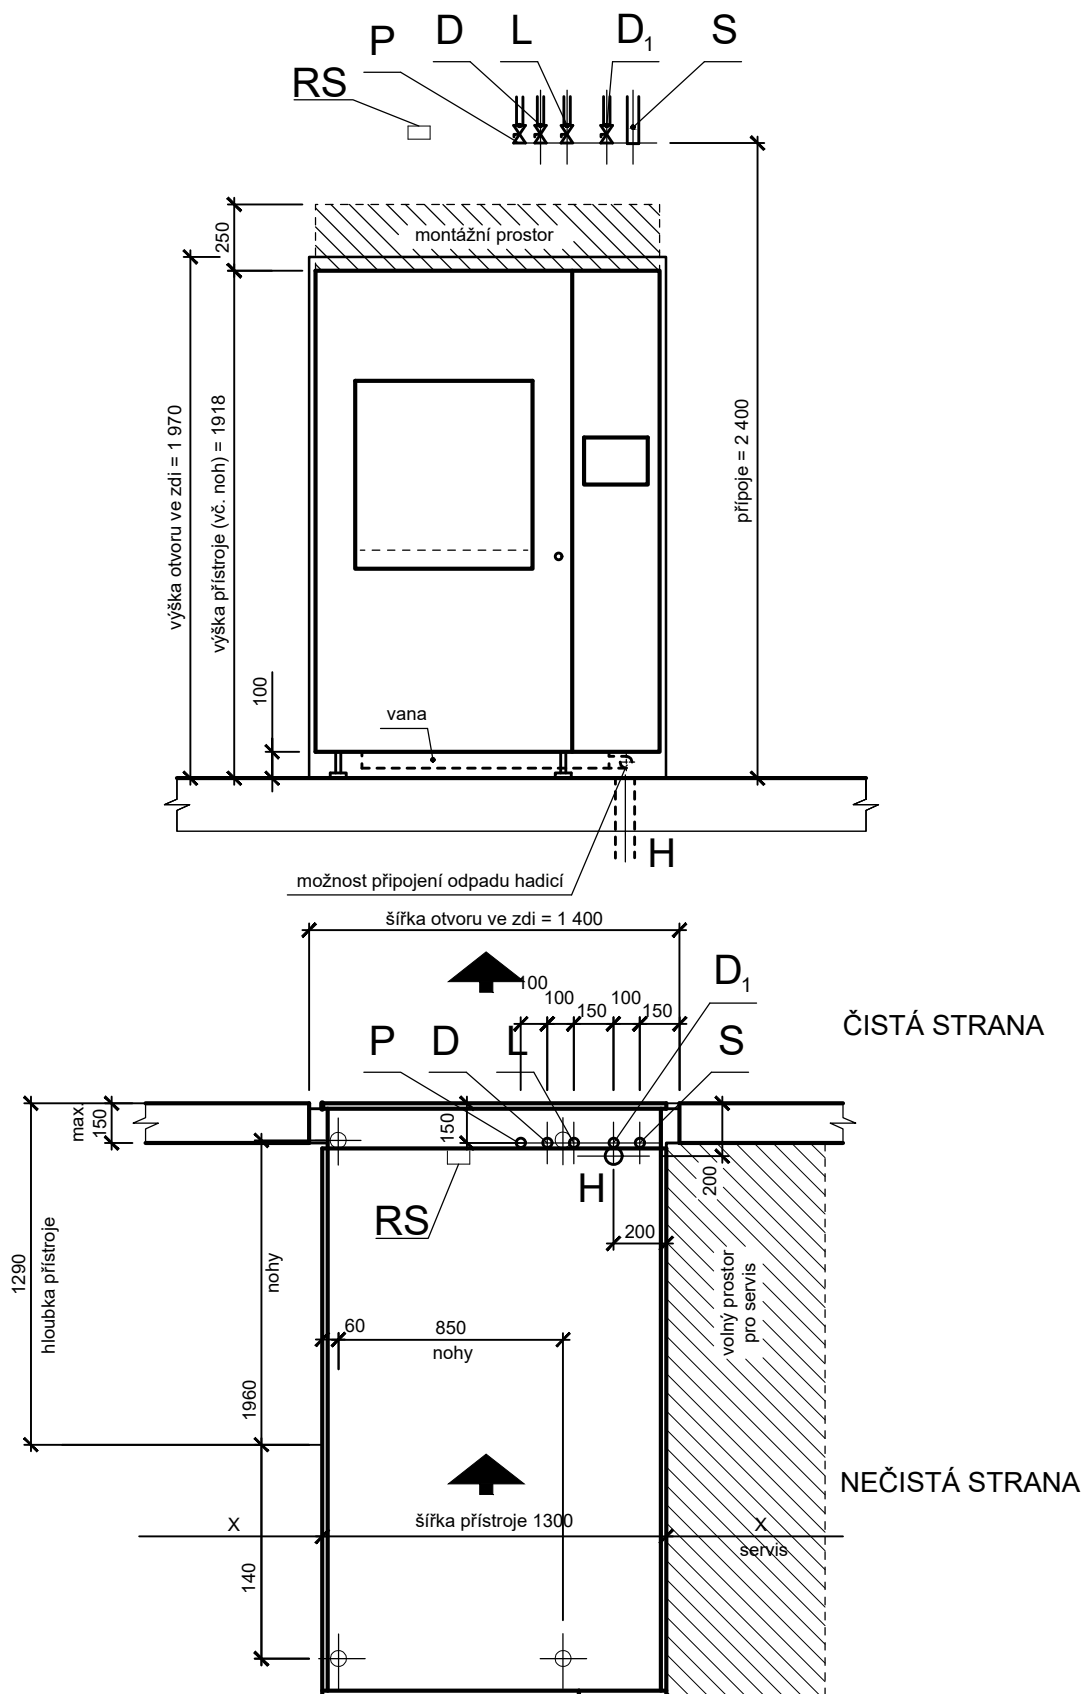 P D L D₁ S
RS
250
montážní prostor
výška otvoru ve zdi = 1 970
výška přístroje (vč. noh) = 1918
přípoje = 2 400
100
vana
H
možnost připojení odpadu hadicí
šířka otvoru ve zdi = 1 400
100
100
150
100
150
D₁
ČISTÁ STRANA
P D L S
max.
150
150
200
H
RS
200
1290
hloubka přístroje
nohy
volný prostor
pro servis
60
850
nohy
1960
NEČISTÁ STRANA
X
šířka přístroje 1300
X
servis
140